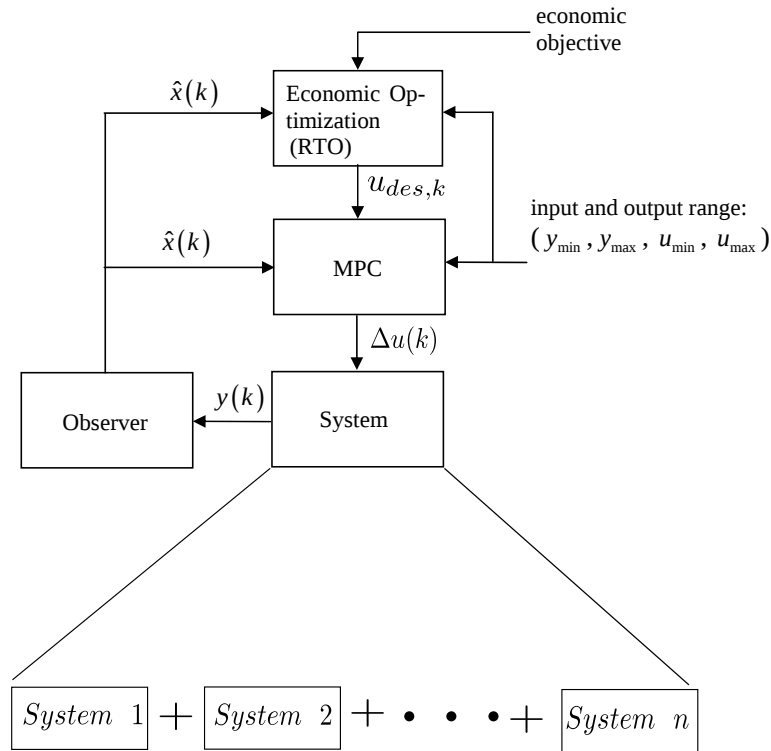 economic
objective
x̂(k)
Economic Op-
timization
(RTO)
u_{des,k}
input and output range:
( y_min , y_max , u_min , u_max )
x̂(k)
MPC
Δu(k)
Observer
y(k)
System
System 1 + System 2 + • • • + System n